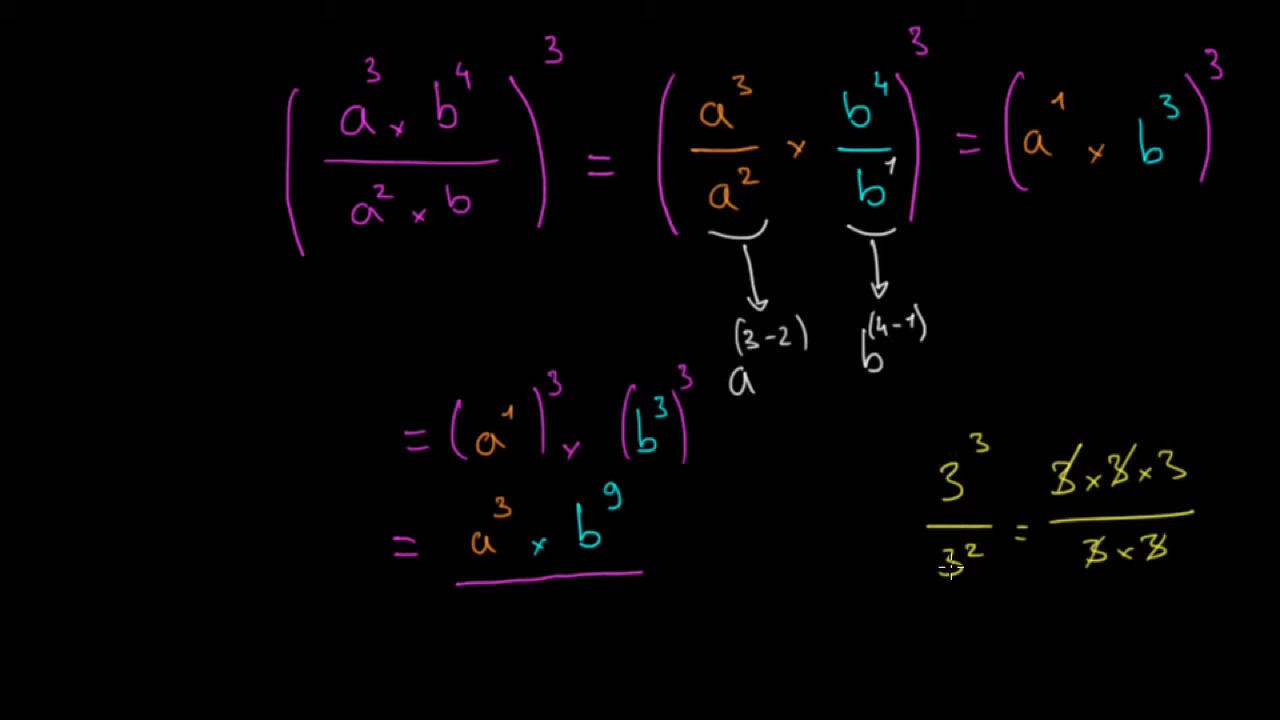 (a³ × b⁴ / a² × b)³ = (a³/a² × b⁴/b¹)³ = (a¹ × b³)³
a⁽³⁻²⁾ b⁽⁴⁻¹⁾
= (a¹)³ × (b³)³
= a³ × b⁹
3³/3² = 3×3×3 / 3×3